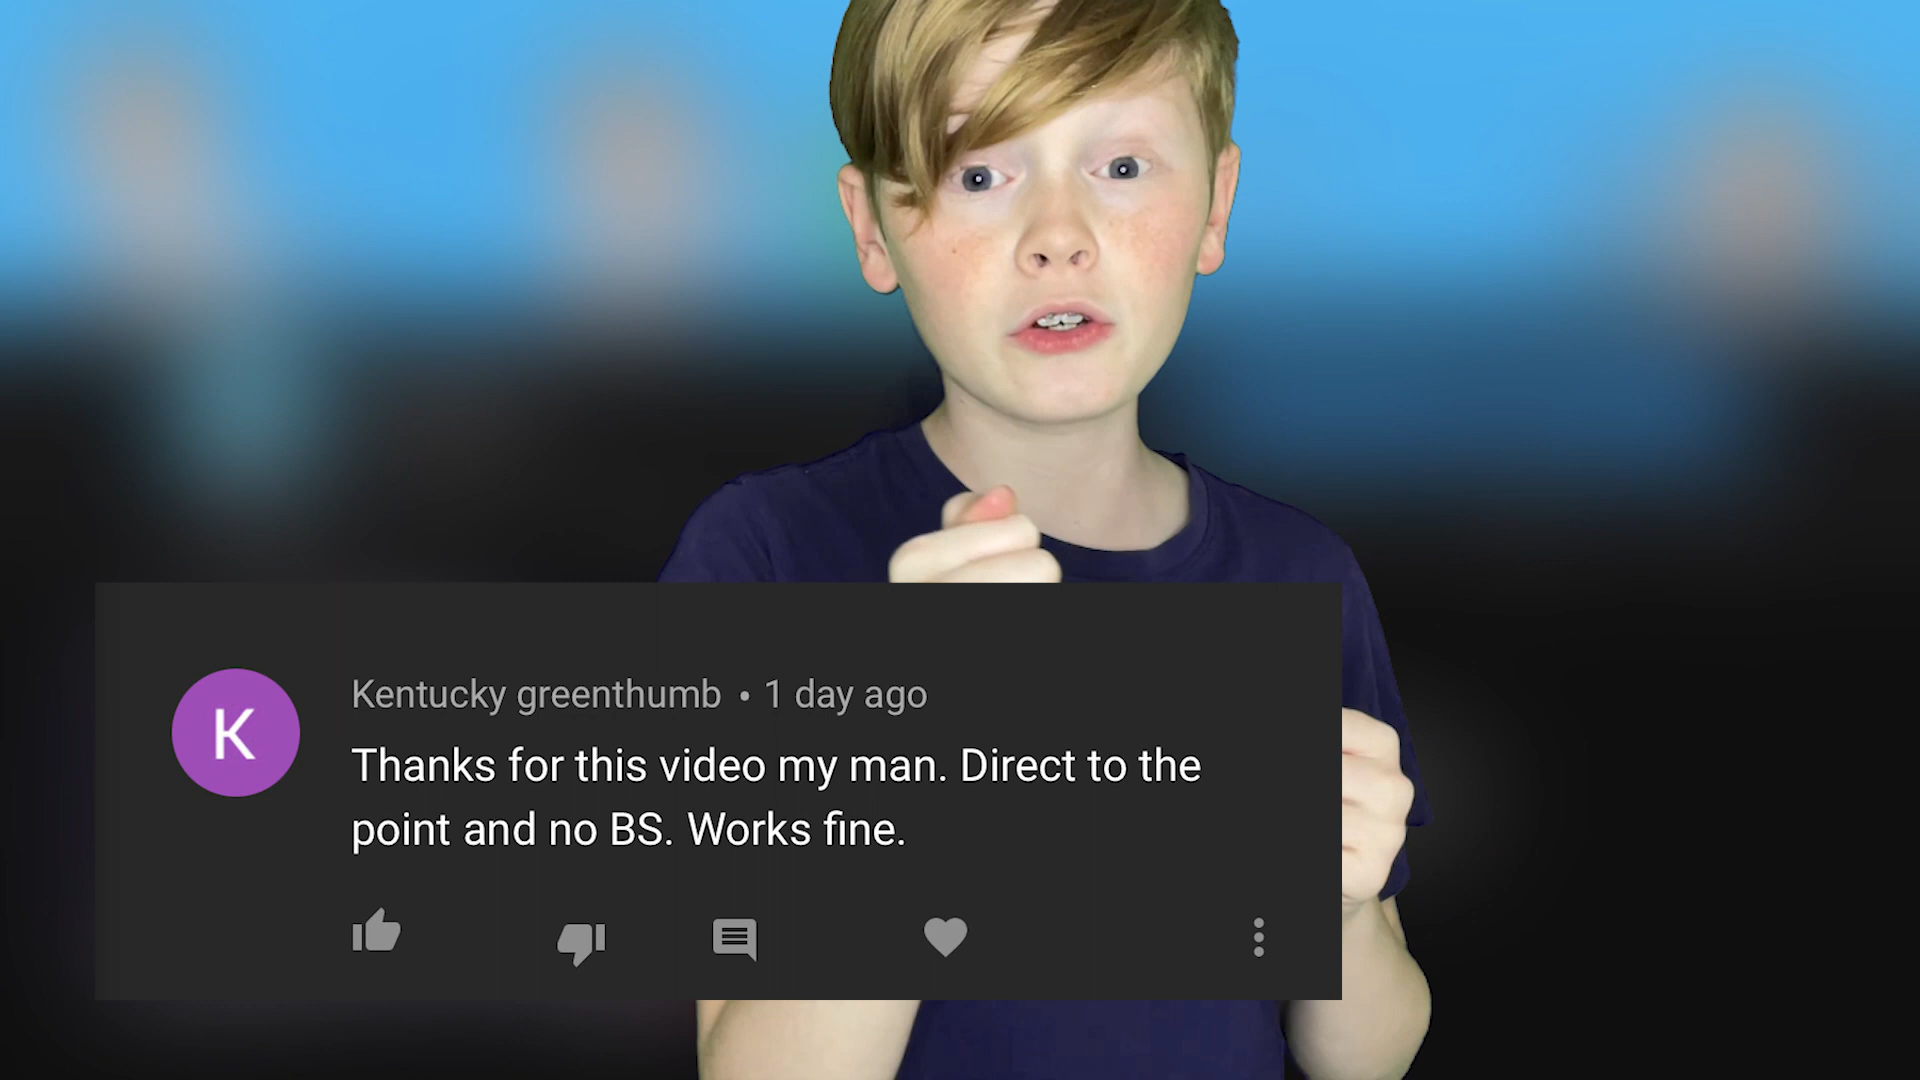 K
Kentucky greenthumb • 1 day ago
Thanks for this video my man. Direct to the
point and no BS. Works fine.